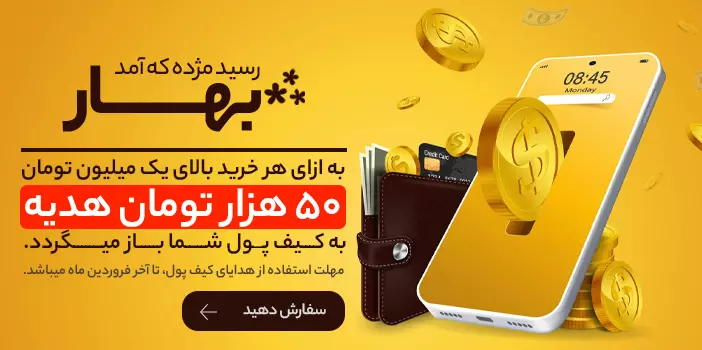 رسید مژده که آمد
بهار
به ازای هر خرید بالای یک میلیون تومان
۵۰ هزار تومان هدیه
به کیف پول شما باز میگردد.
مهلت استفاده از هدایای کیف پول، تا آخر فروردین ماه میباشد.
سفارش دهید
08:45
Monday
Credit Card